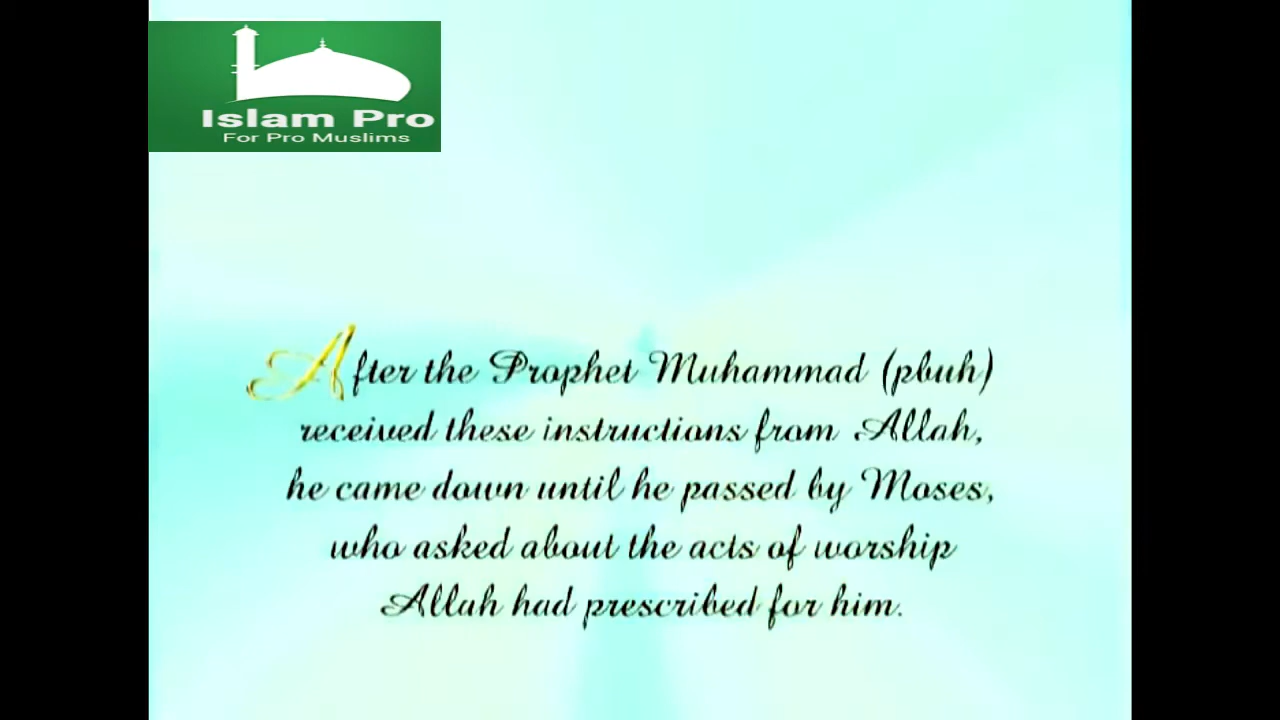 Islam Pro
For Pro Muslims
After the Prophet Muhammad (pbuh)
received these instructions from Allah,
he came down until he passed by Moses,
who asked about the acts of worship
Allah had prescribed for him.